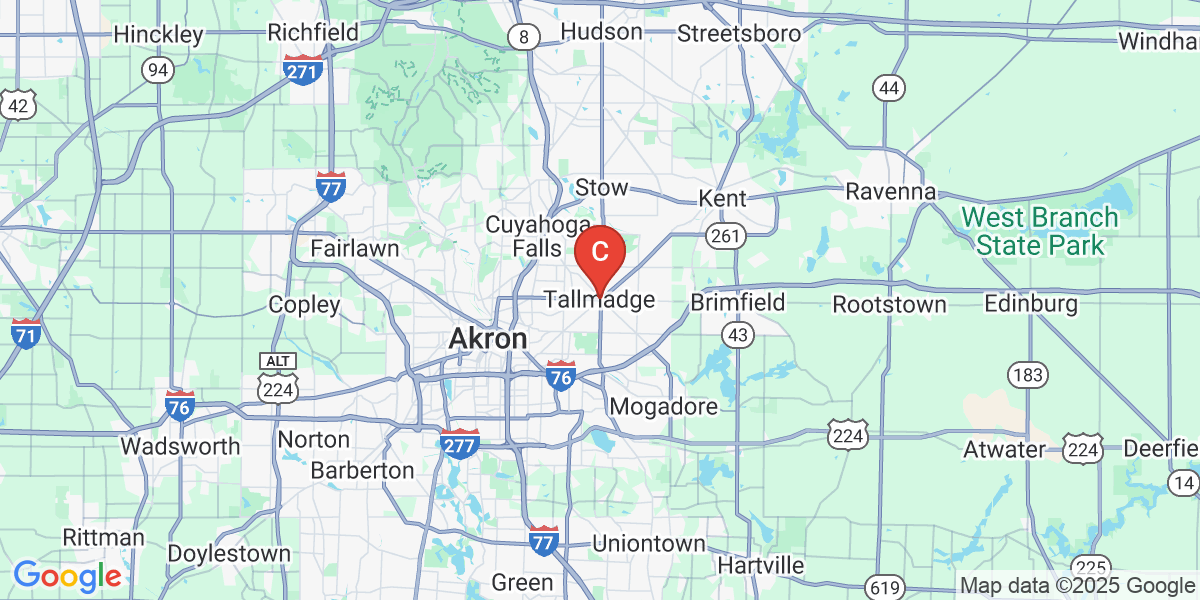 Hinckley
Richfield
8
Hudson
Streetsboro
Windha
271
94
42
44
77
Stow
Kent
Ravenna
Cuyahoga
Falls
261
West Branch
State Park
Fairlawn
C
Copley
Tallmadge
Brimfield
Rootstown
Edinburg
71
Akron
43
ALT
224
76
183
76
Mogadore
Wadsworth
Norton
277
224
Atwater
224
Deerfie
Barberton
14
Rittman
Doylestown
77
Uniontown
Hartville
225
Google
Green
619
Map data ©2025 Google